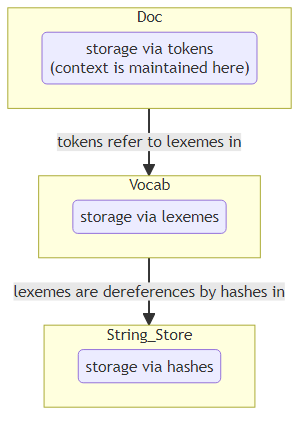 Doc
storage via tokens
(context is maintained here)
tokens refer to lexemes in
Vocab
storage via lexemes
lexemes are dereferences by hashes in
String_Store
storage via hashes